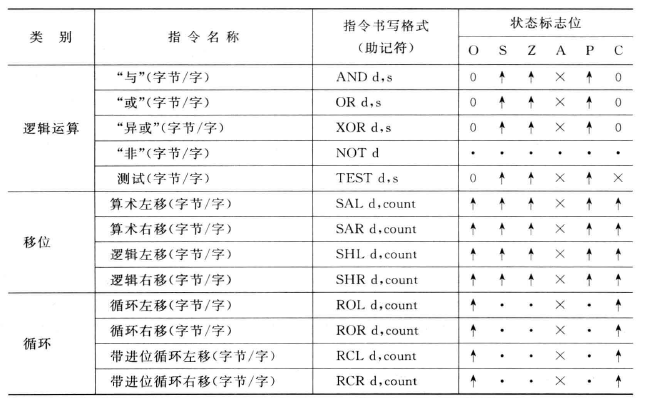 类 别 指 令 名 称 指令书写格式(助记符) 状态标志位
O S Z A P C
逻辑运算 “与”(字节/字) AND d,s 0 ↑ ↑ × ↑ 0
“或”(字节/字) OR d,s 0 ↑ ↑ × ↑ 0
“异或”(字节/字) XOR d,s 0 ↑ ↑ × ↑ 0
“非”(字节/字) NOT d • • • • • •
测试(字节/字) TEST d,s 0 ↑ ↑ × ↑ ×
移位 算术左移(字节/字) SAL d,count ↑ ↑ ↑ × ↑ ↑
算术右移(字节/字) SAR d,count ↑ ↑ ↑ × ↑ ↑
逻辑左移(字节/字) SHL d,count ↑ ↑ ↑ × ↑ ↑
逻辑右移(字节/字) SHR d,count ↑ ↑ ↑ × ↑ ↑
循环 循环左移(字节/字) ROL d,count ↑ • • × • ↑
循环右移(字节/字) ROR d,count ↑ • • × • ↑
带进位循环左移(字节/字) RCL d,count ↑ • • × • ↑
带进位循环右移(字节/字) RCR d,count ↑ • • × • ↑